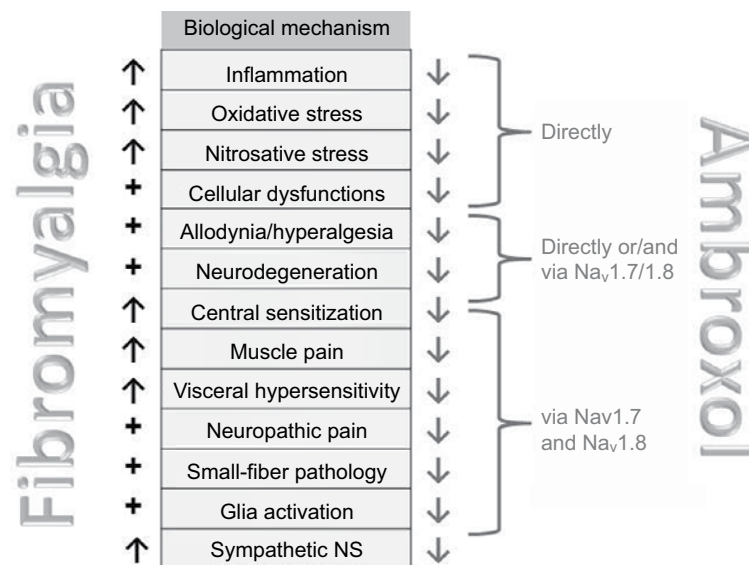 Biological mechanism
Fibromyalgia
Ambroxol
↑ Inflammation ↓
↑ Oxidative stress ↓
↑ Nitrosative stress ↓
+ Cellular dysfunctions ↓
Directly
+ Allodynia/hyperalgesia ↓
+ Neurodegeneration ↓
Directly or/and
via Naᵥ1.7/1.8
↑ Central sensitization ↓
↑ Muscle pain ↓
↑ Visceral hypersensitivity ↓
+ Neuropathic pain ↓
+ Small-fiber pathology ↓
+ Glia activation ↓
↑ Sympathetic NS ↓
via Nav1.7
and Naᵥ1.8